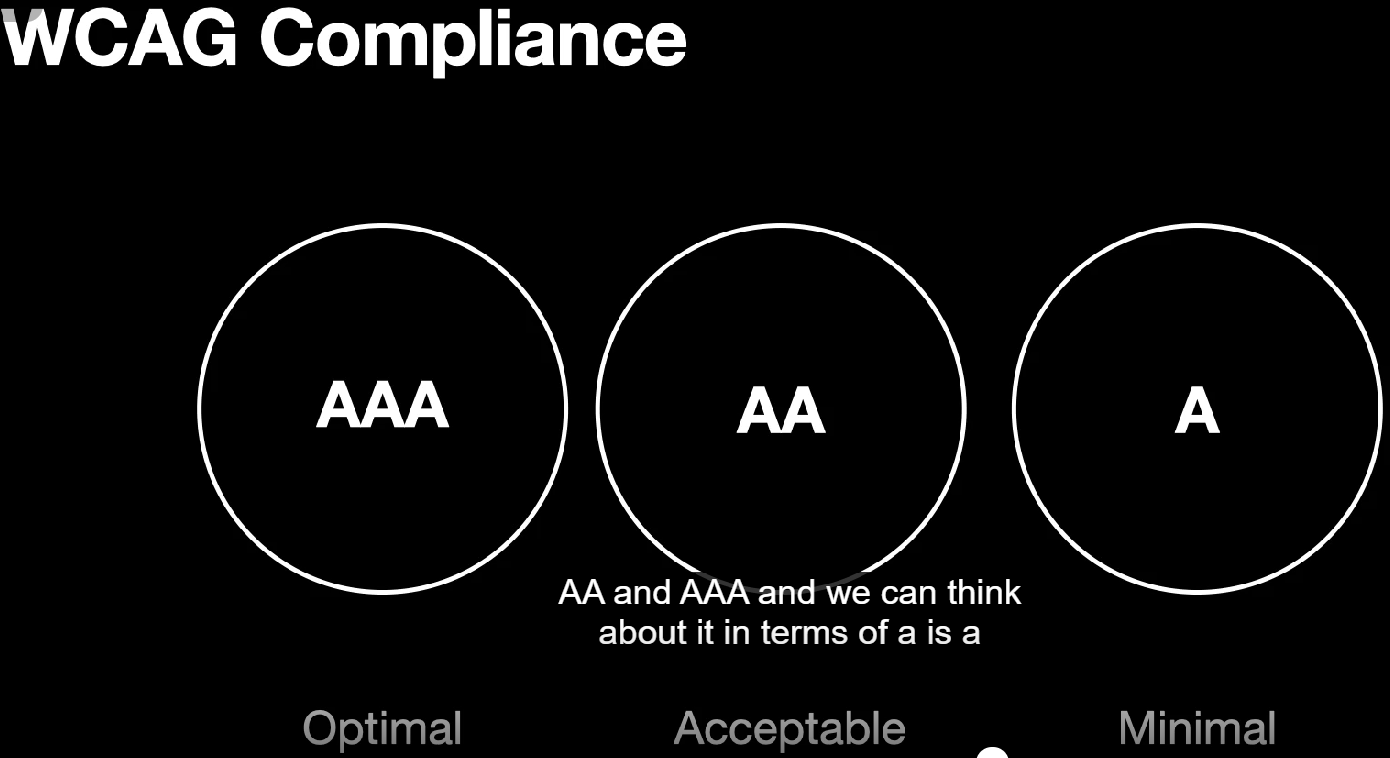 WCAG Compliance
AAA
AA
A
AA and AAA and we can think
about it in terms of a is a
Optimal
Acceptable
Minimal